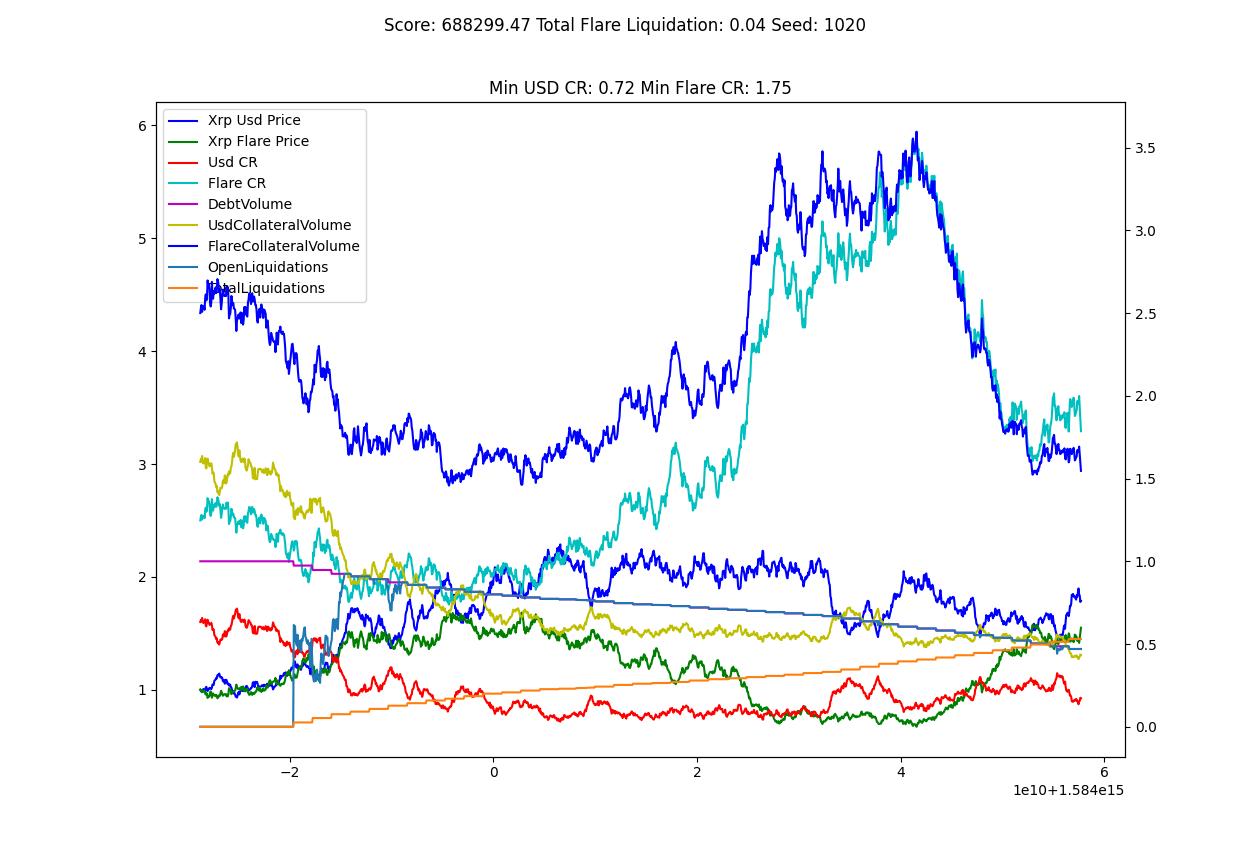 Score: 688299.47 Total Flare Liquidation: 0.04 Seed: 1020
Min USD CR: 0.72 Min Flare CR: 1.75
Xrp Usd Price
Xrp Flare Price
Usd CR
Flare CR
DebtVolume
UsdCollateralVolume
FlareCollateralVolume
OpenLiquidations
TotalLiquidations
6
5
4
3
2
1
3.5
3.0
2.5
2.0
1.5
1.0
0.5
0.0
−2 0 2 4 6
1e10+1.584e15